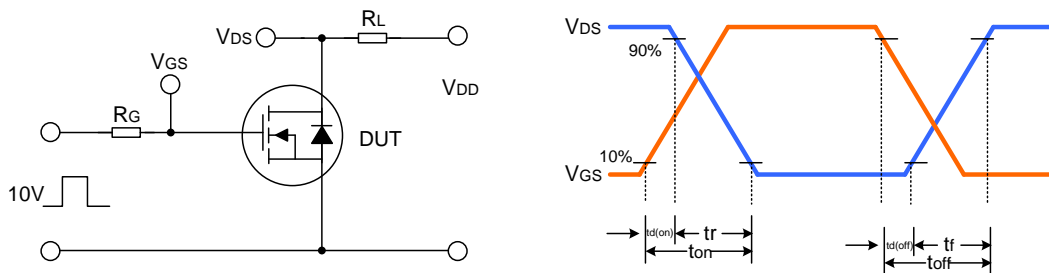 VDS
RL
VGS
VDD
RG
DUT
10V
VDS
90%
10%
VGS
td(on)
tr
ton
td(off)
tf
toff